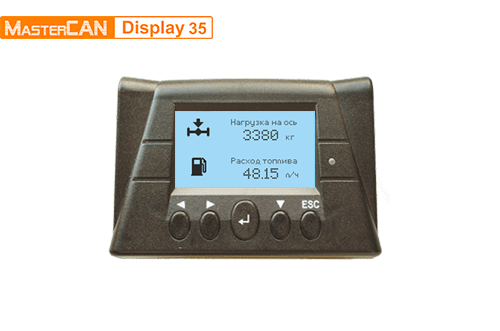 MASTERCAN Display 35
Нагрузка на ось
3380 кг
Расход топлива
48.15 л/ч
ESC